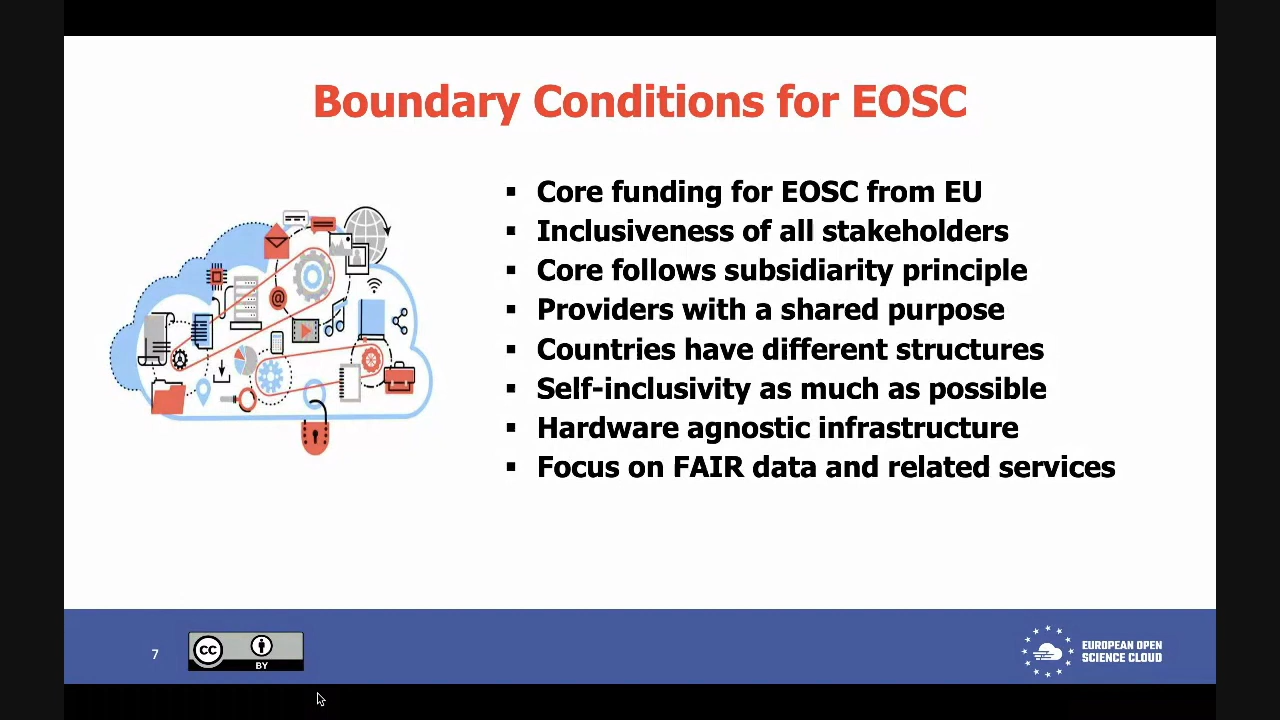 Boundary Conditions for EOSC
▪ Core funding for EOSC from EU
▪ Inclusiveness of all stakeholders
▪ Core follows subsidiarity principle
▪ Providers with a shared purpose
▪ Countries have different structures
▪ Self-inclusivity as much as possible
▪ Hardware agnostic infrastructure
▪ Focus on FAIR data and related services
@
7
cc
BY
EUROPEAN OPEN
SCIENCE CLOUD